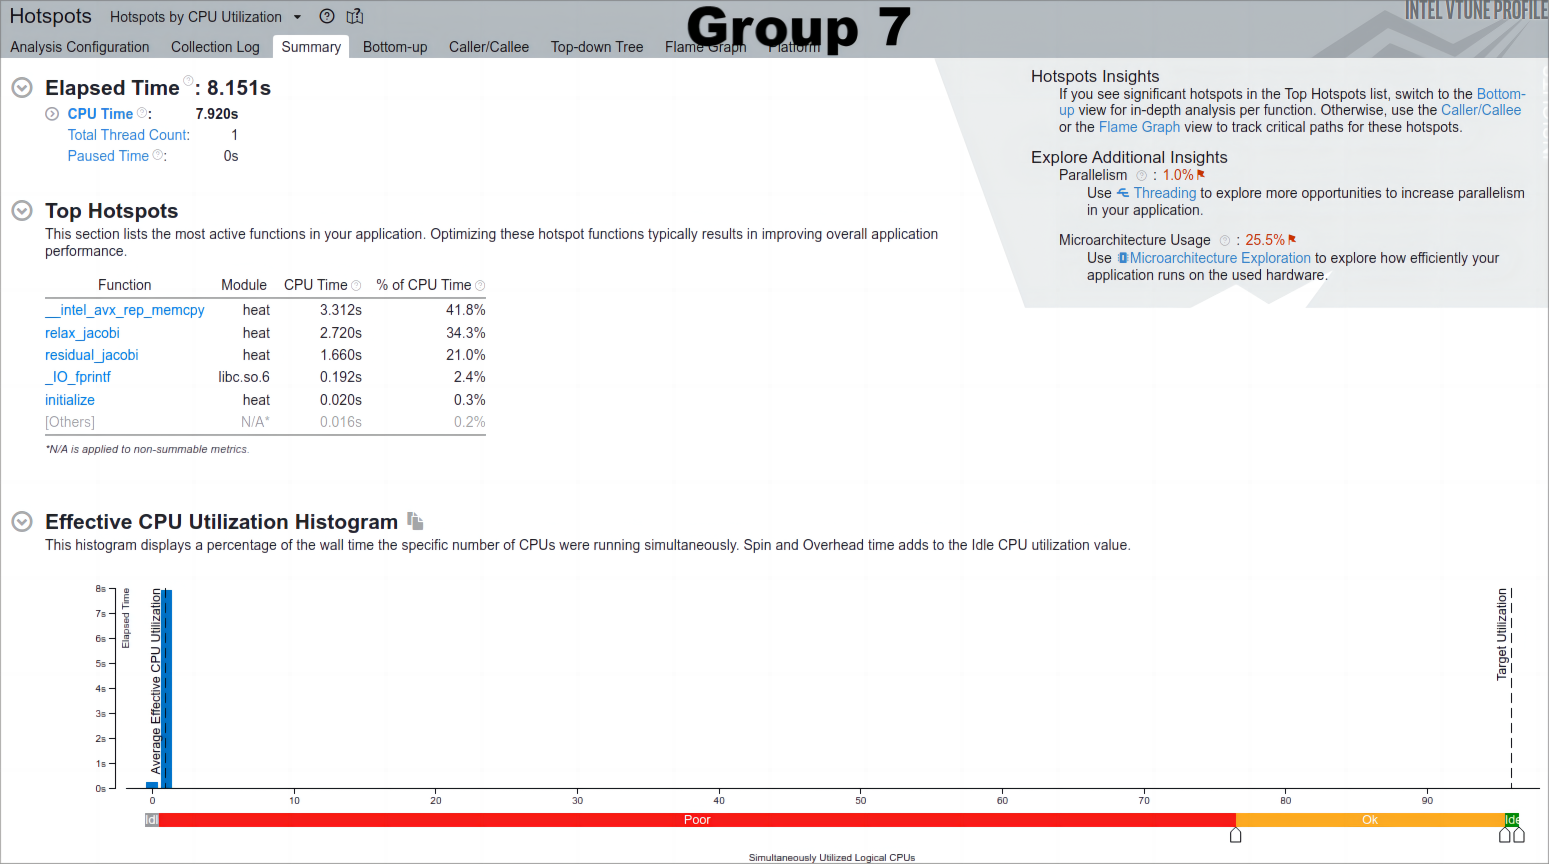 Hotspots Hotspots by CPU Utilization
Group 7
INTEL VTUNE PROFILE
Analysis Configuration Collection Log Summary Bottom-up Caller/Callee Top-down Tree Flame Graph Platform
Elapsed Time : 8.151s
CPU Time : 7.920s
Total Thread Count: 1
Paused Time : 0s
Hotspots Insights
If you see significant hotspots in the Top Hotspots list, switch to the Bottom-
up view for in-depth analysis per function. Otherwise, use the Caller/Callee
or the Flame Graph view to track critical paths for these hotspots.
Explore Additional Insights
Parallelism : 1.0%
Use Threading to explore more opportunities to increase parallelism
in your application.
Microarchitecture Usage : 25.5%
Use Microarchitecture Exploration to explore how efficiently your
application runs on the used hardware.
Top Hotspots
This section lists the most active functions in your application. Optimizing these hotspot functions typically results in improving overall application
performance.
Function Module CPU Time % of CPU Time
__intel_avx_rep_memcpy heat 3.312s 41.8%
relax_jacobi heat 2.720s 34.3%
residual_jacobi heat 1.660s 21.0%
_IO_fprintf libc.so.6 0.192s 2.4%
initialize heat 0.020s 0.3%
[Others] N/A* 0.016s 0.2%
*N/A is applied to non-summable metrics.
Effective CPU Utilization Histogram
This histogram displays a percentage of the wall time the specific number of CPUs were running simultaneously. Spin and Overhead time adds to the Idle CPU utilization value.
8s
7s
6s
5s
4s
3s
2s
1s
0s
Elapsed Time
Average Effective CPU Utilization
Target Utilization
0 10 20 30 40 50 60 70 80 90
Idl Poor Ok Ide
Simultaneously Utilized Logical CPUs